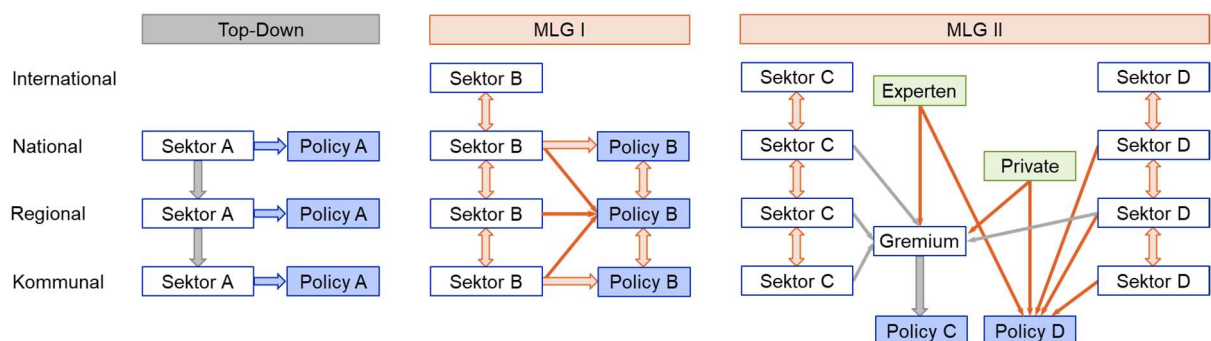 Top-Down
MLG I
MLG II
International
Sektor B
Sektor C
Experten
Sektor D
National
Sektor A
Policy A
Sektor B
Policy B
Sektor C
Private
Sektor D
Regional
Sektor A
Policy A
Sektor B
Policy B
Sektor C
Gremium
Sektor D
Kommunal
Sektor A
Policy A
Sektor B
Policy B
Sektor C
Sektor D
Policy C
Policy D